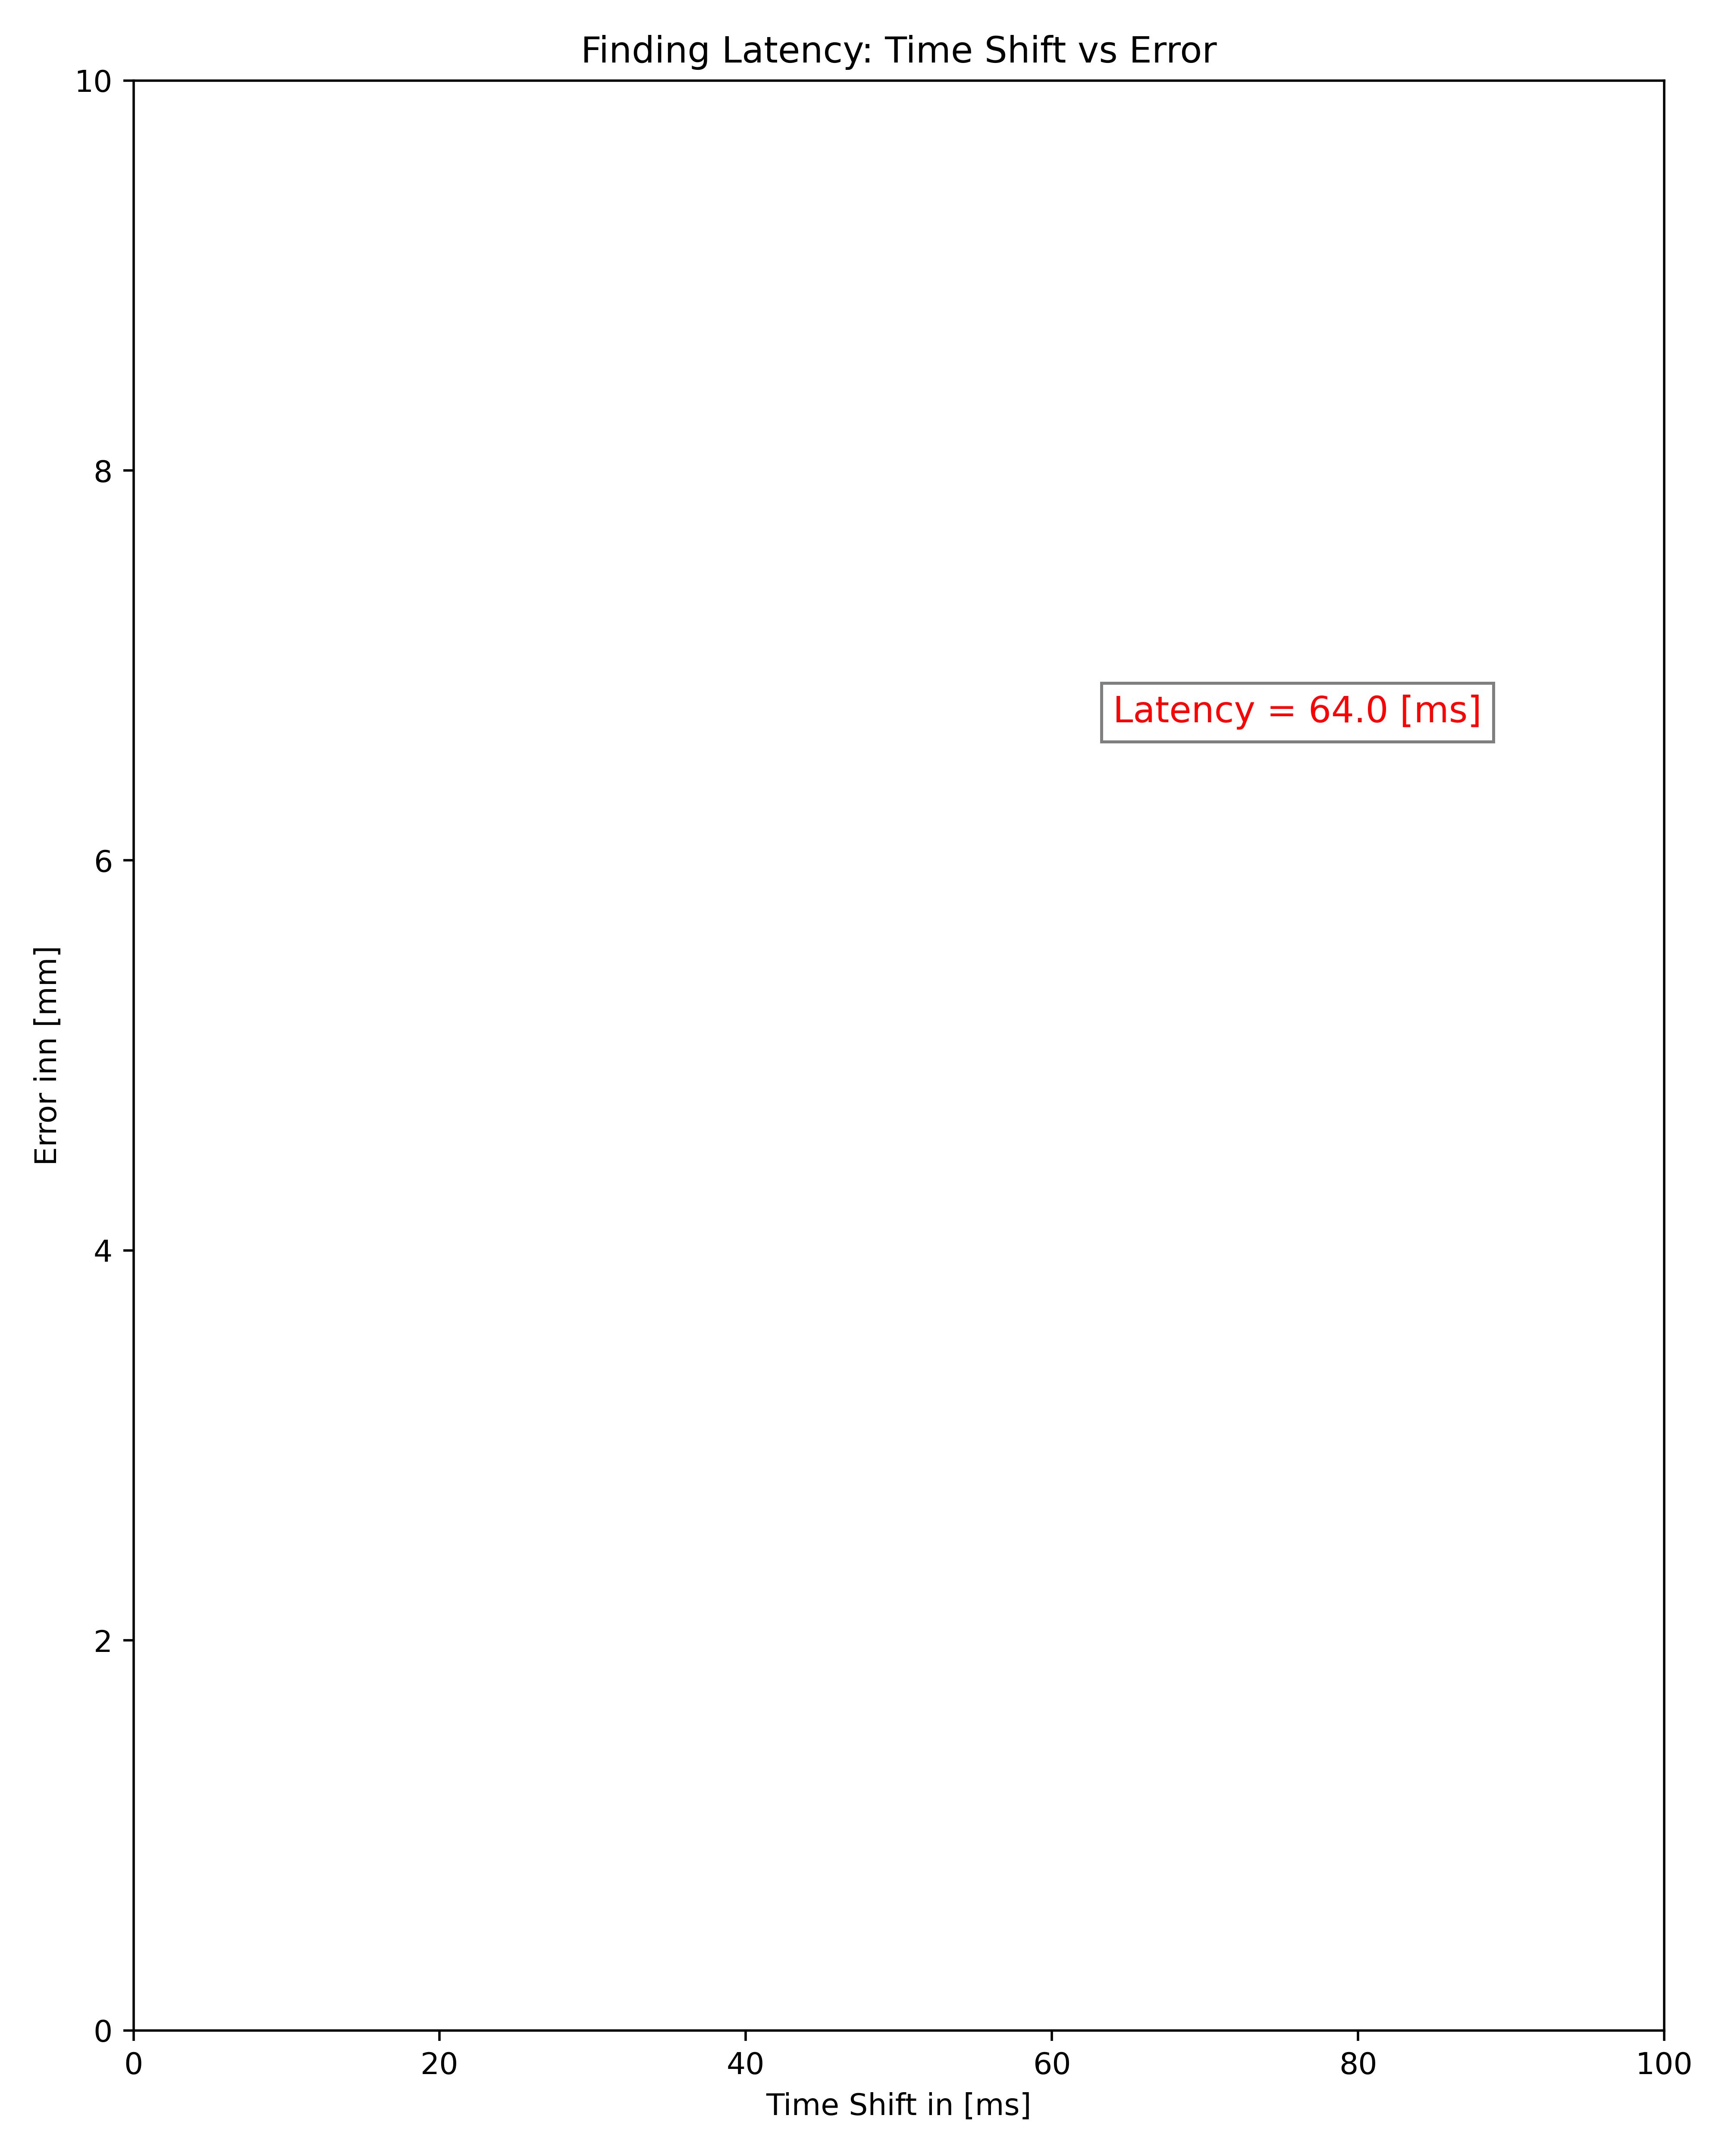 Finding Latency: Time Shift vs Error
10
8
Latency = 64.0 [ms]
6
Error inn [mm]
4
2
0
0 20 40 60 80 100
Time Shift in [ms]